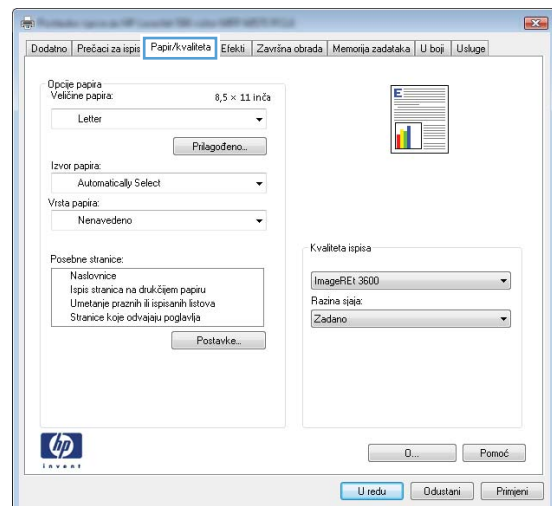 Dodatno Prečaci za ispis Papir/kvaliteta Efekti Završna obrada Memorija zadataka U boji Usluge
Opcije papira
Veličine papira: 8,5 × 11 inča
Letter
Prilagođeno...
Izvor papira:
Automatically Select
Vrsta papira:
Nenavedeno
Posebne stranice:
Naslovnice
Ispis stranica na drukčijem papiru
Umetanje praznih ili ispisanih listova
Stranice koje odvajaju poglavlja
Postavke...
E
Kvaliteta ispisa
ImageREt 3600
Razina sjaja:
Zadano
hp
invent
O... Pomoć
U redu Odustani Primjeni